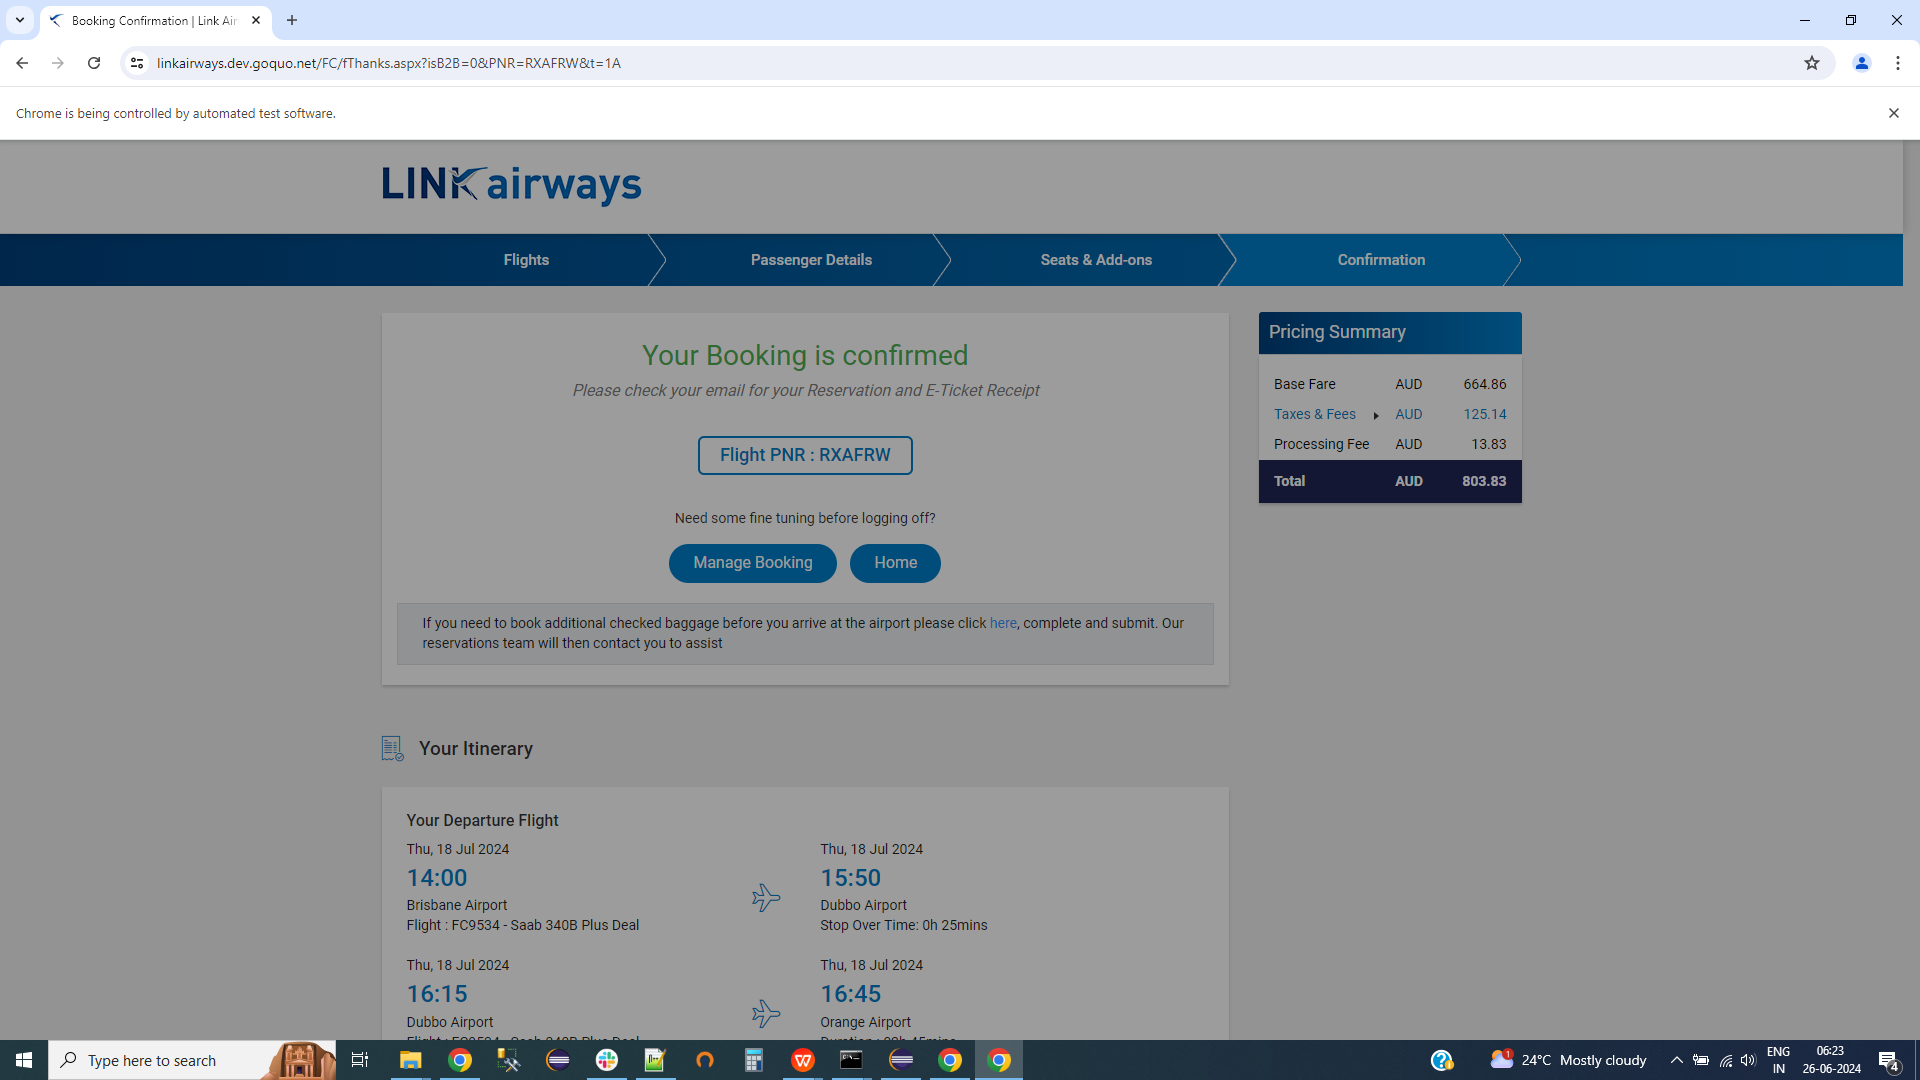 Booking Confirmation | Link Air
linkairways.dev.goquo.net/FC/fThanks.aspx?isB2B=0&PNR=RXAFRW&t=1A
Chrome is being controlled by automated test software.
LINK airways
Flights
Passenger Details
Seats & Add-ons
Confirmation
Your Booking is confirmed
Please check your email for your Reservation and E-Ticket Receipt
Flight PNR : RXAFRW
Need some fine tuning before logging off?
Manage Booking
Home
If you need to book additional checked baggage before you arrive at the airport please click here, complete and submit. Our
reservations team will then contact you to assist
Pricing Summary
Base Fare AUD 664.86
Taxes & Fees AUD 125.14
Processing Fee AUD 13.83
Total AUD 803.83
Your Itinerary
Your Departure Flight
Thu, 18 Jul 2024
14:00
Brisbane Airport
Flight : FC9534 - Saab 340B Plus Deal
Thu, 18 Jul 2024
15:50
Dubbo Airport
Stop Over Time: 0h 25mins
Thu, 18 Jul 2024
16:15
Dubbo Airport
Flight : FC9534 - Saab 340B Plus Deal
Thu, 18 Jul 2024
16:45
Orange Airport
Type here to search
1
24°C Mostly cloudy
ENG
IN
06:23
26-06-2024
4